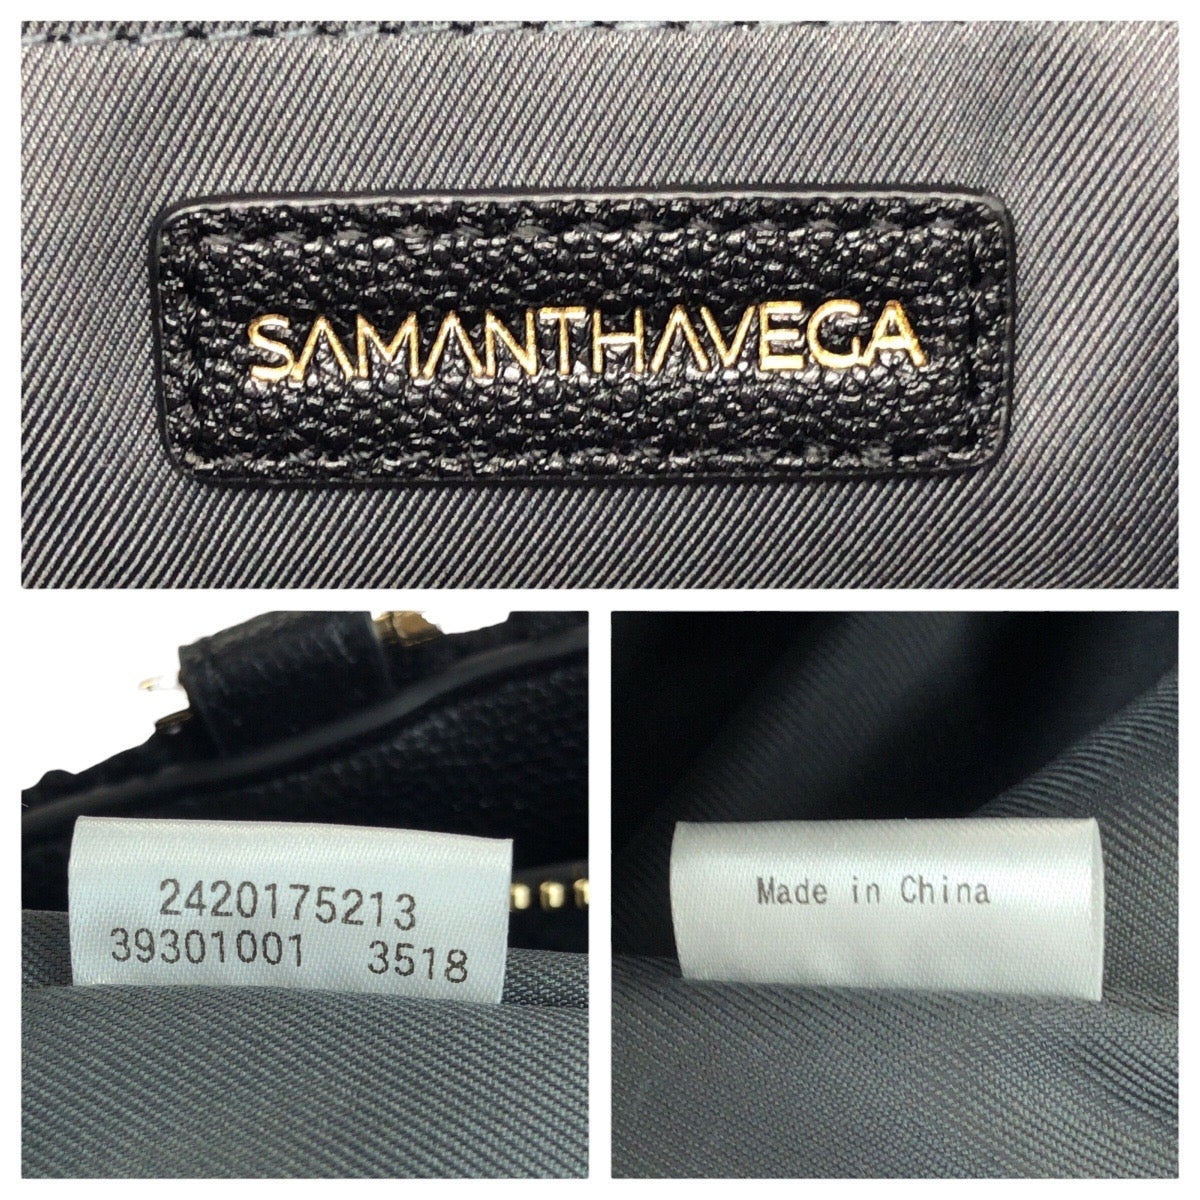 SAMANTHAVEGA
2420175213
39301001 3518
Made in China